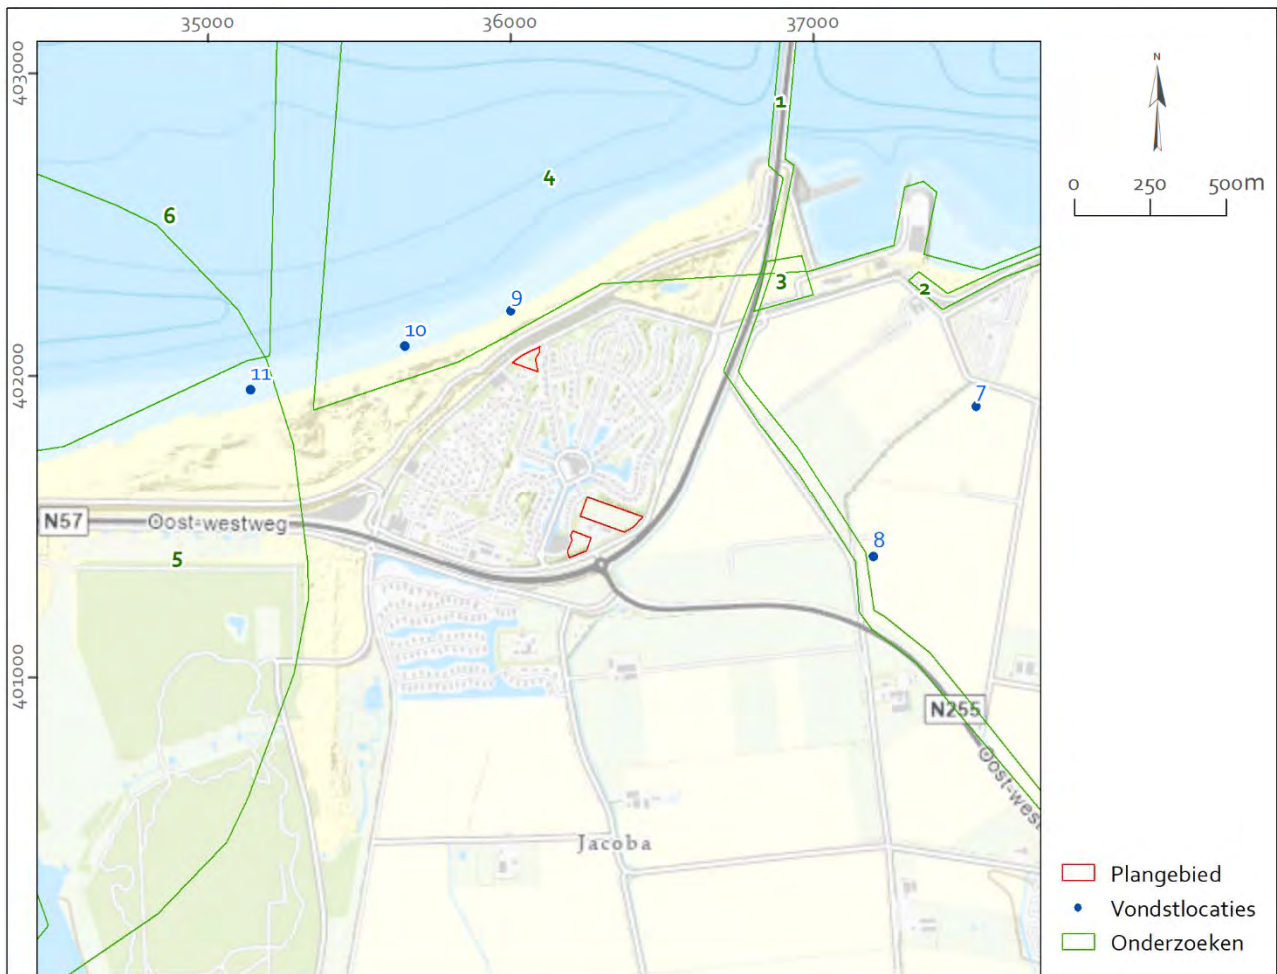 35000
36000
37000
403000
N
1
0 250 500m
4
6
3
2
9
10
402000
11
7
N57
Oost-westweg
8
5
401000
N255
Oost-west
Jacoba
Plangebied
Vondstlocaties
Onderzoeken